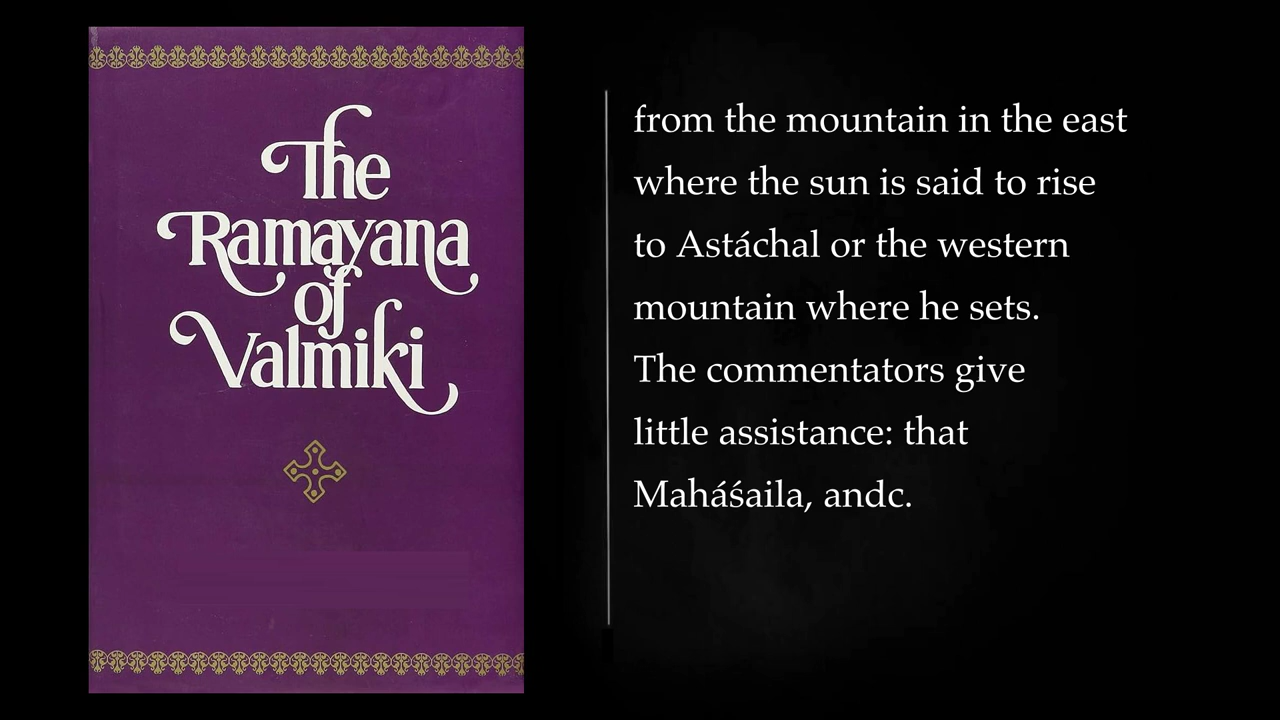 The
Ramayana
of
Valmiki
from the mountain in the east
where the sun is said to rise
to Astáchal or the western
mountain where he sets.
The commentators give
little assistance: that
Maháśaila, andc.